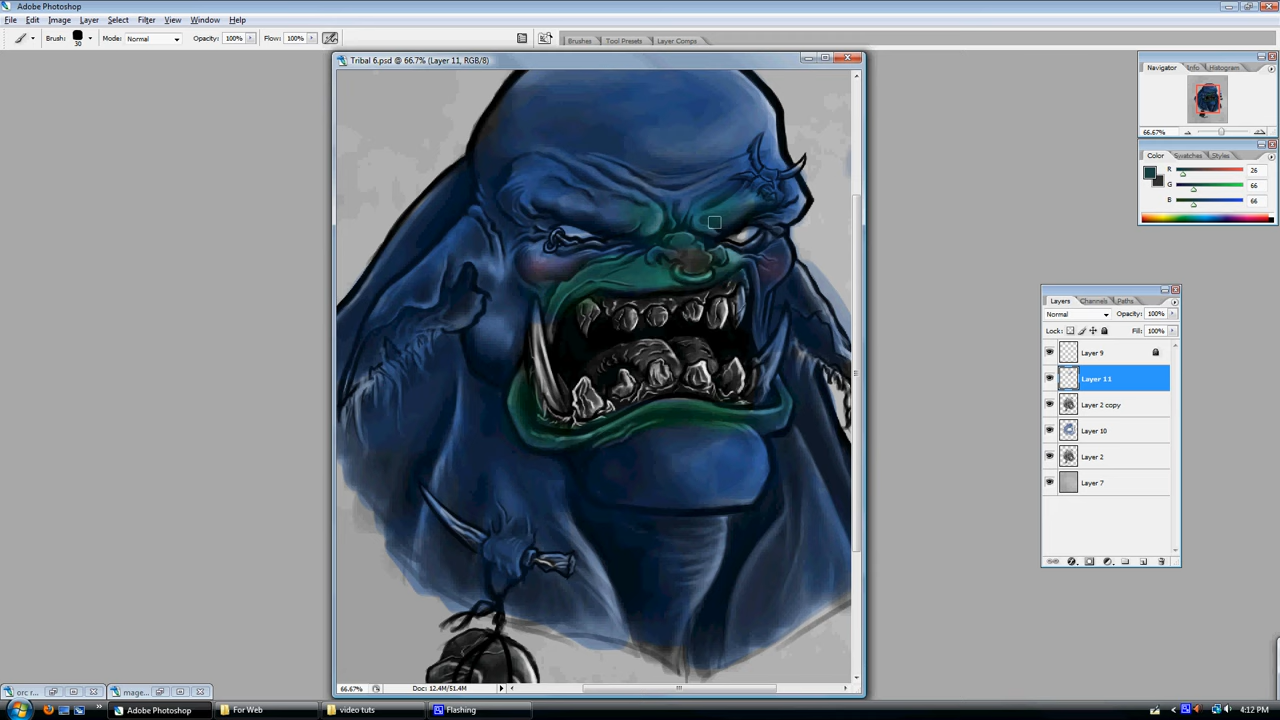 Adobe Photoshop
File Edit Image Layer Select Filter View Window Help
Brush: 30 Mode: Normal Opacity: 100% Flow: 100% Brushes Tool Presets Layer Comps
Tribal 6.psd @ 66.7% (Layer 11, RGB/8)
Navigator Info Histogram
66.67%
Color Swatches Styles
R 26
G 66
B 66
Layers Channels Paths
Normal Opacity: 100%
Lock: Fill: 100%
Layer 9
Layer 11
Layer 2 copy
Layer 10
Layer 2
Layer 7
66.67% Doc: 12.4M/51.4M
orc r... mage...
Adobe Photoshop For Web video tuts Flashing 4:12 PM